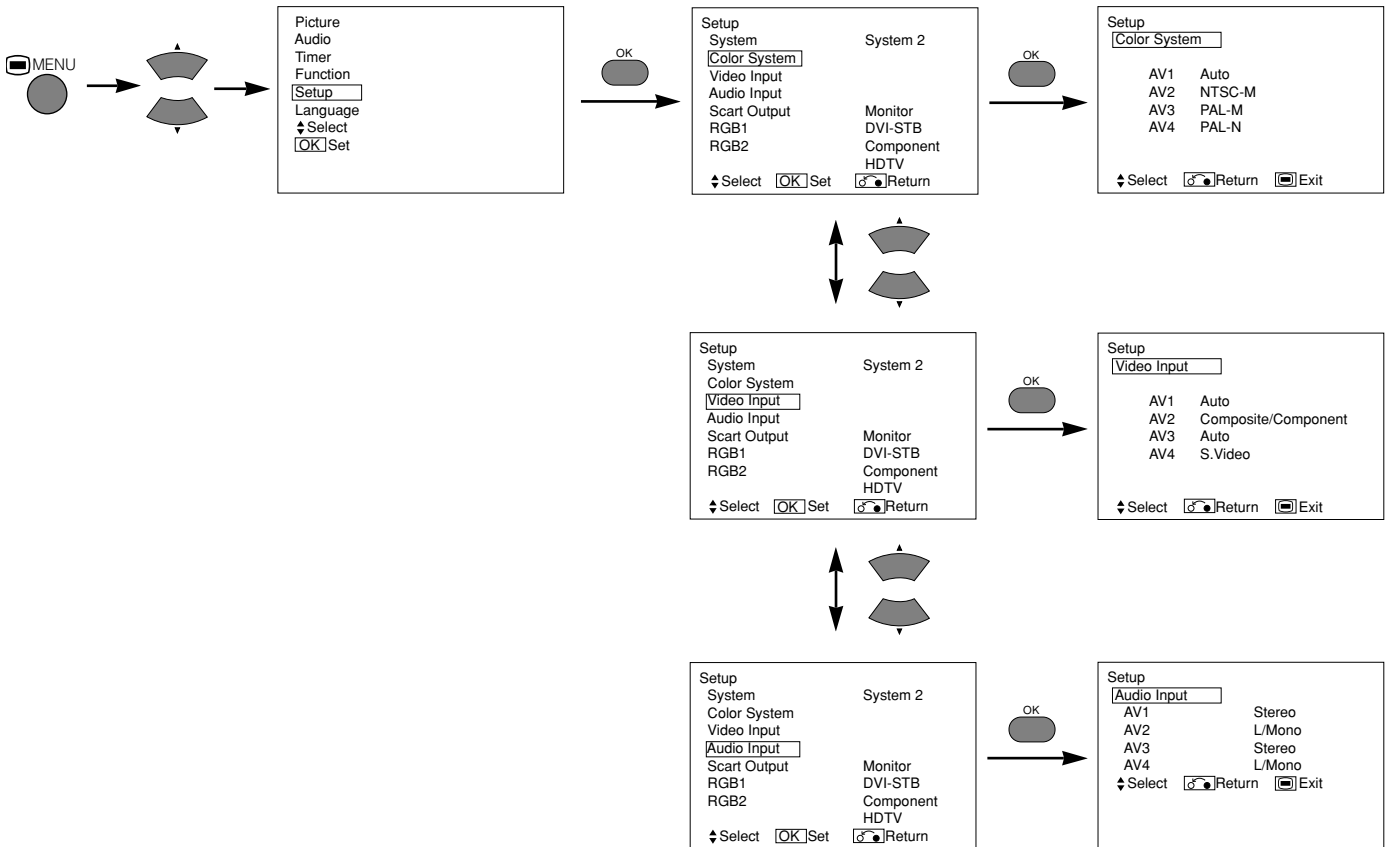 MENU
Picture
Audio
Timer
Function
Setup
Language
Select
OK Set
OK
Setup
System System 2
Color System
Video Input
Audio Input
Scart Output Monitor
RGB1 DVI-STB
RGB2 Component
HDTV
Select OK Set Return
OK
Setup
Color System
AV1 Auto
AV2 NTSC-M
AV3 PAL-M
AV4 PAL-N
Select Return Exit
Setup
System System 2
Color System
Video Input
Audio Input
Scart Output Monitor
RGB1 DVI-STB
RGB2 Component
HDTV
Select OK Set Return
OK
Setup
Video Input
AV1 Auto
AV2 Composite/Component
AV3 Auto
AV4 S.Video
Select Return Exit
Setup
System System 2
Color System
Video Input
Audio Input
Scart Output Monitor
RGB1 DVI-STB
RGB2 Component
HDTV
Select OK Set Return
OK
Setup
Audio Input
AV1 Stereo
AV2 L/Mono
AV3 Stereo
AV4 L/Mono
Select Return Exit